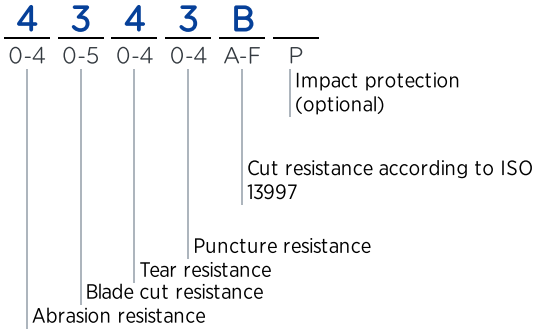 4 3 4 3 B
0-4 0-5 0-4 0-4 A-F P
Impact protection
(optional)
Cut resistance according to ISO
13997
Puncture resistance
Tear resistance
Blade cut resistance
Abrasion resistance